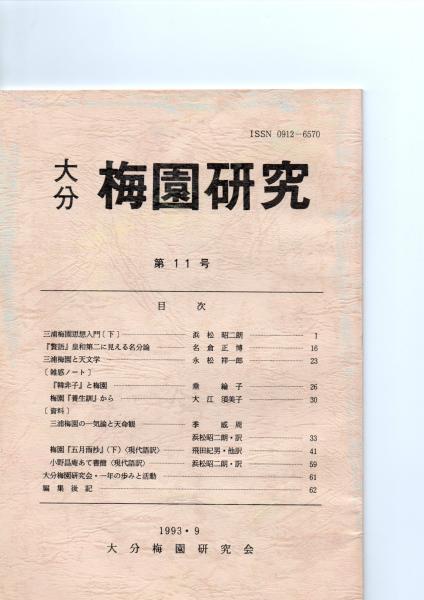 ISSN 0912-6570
大分 梅園研究
第11号
目次
三浦梅園思想入門〔下〕 浜松昭二朗 1
『贅語』皇和第二に見える名分論 名倉正博 16
三浦梅園と天文学 永松祥一郎 23
〔雑感ノート〕
『韓非子』と梅園 綸子 26
梅園『養生訓』から 大江須美子 30
〔資料〕
三浦梅園の一気論と天命観 季甦周
浜松昭二朗・訳 33
梅園『五月雨抄』(下)〈現代語訳〉 飛田紀男・他訳 41
小野昌庵あて書簡〈現代語訳〉 浜松昭二朗・訳 59
大分梅園研究会・一年の歩みと活動 61
編集後記 62
1993・9
大分梅園研究会